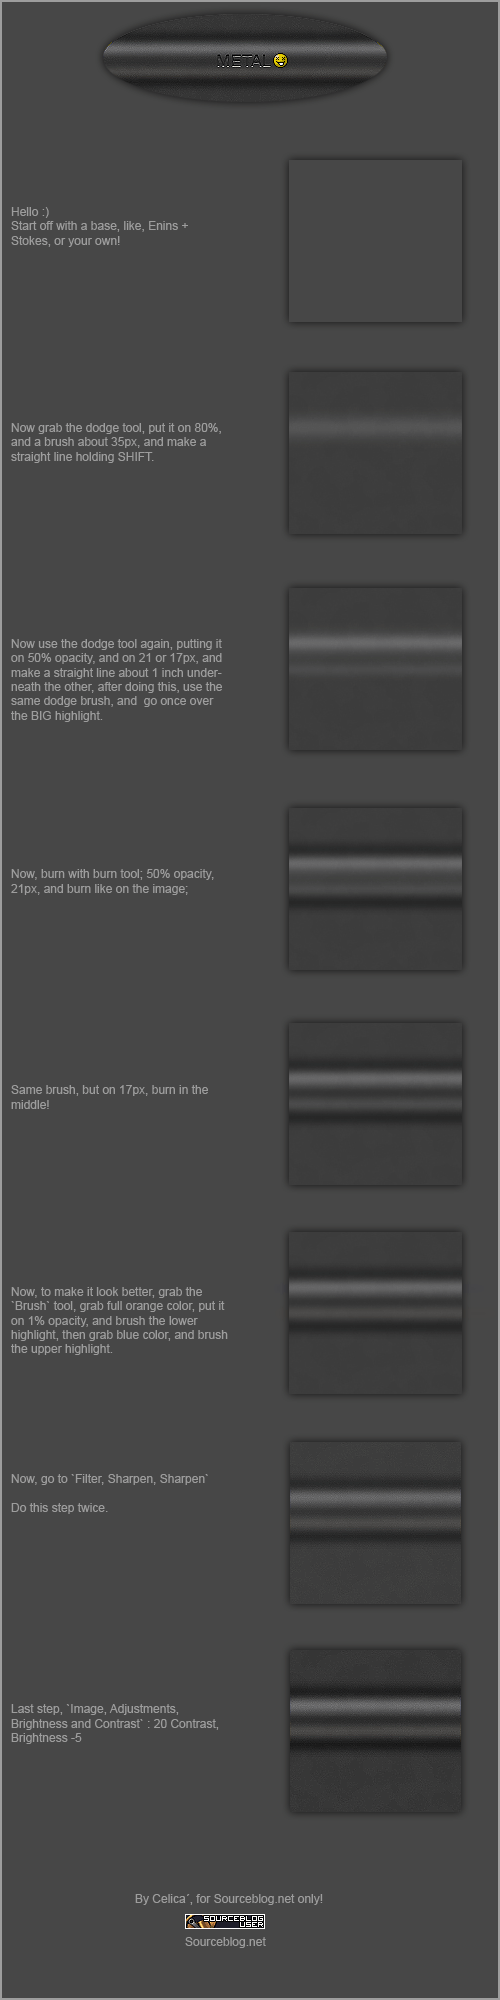 METAL
Hello :)
Start off with a base, like, Enins +
Stokes, or your own!
Now grab the dodge tool, put it on 80%,
and a brush about 35px, and make a
straight line holding SHIFT.
Now use the dodge tool again, putting it
on 50% opacity, and on 21 or 17px, and
make a straight line about 1 inch under-
neath the other, after doing this, use the
same dodge brush, and  go once over
the BIG highlight.
Now, burn with burn tool; 50% opacity,
21px, and burn like on the image;
Same brush, but on 17px, burn in the
middle!
Now, to make it look better, grab the
`Brush` tool, grab full orange color, put it
on 1% opacity, and brush the lower
highlight, then grab blue color, and brush
the upper highlight.
Now, go to `Filter, Sharpen, Sharpen`
Do this step twice.
Last step, `Image, Adjustments,
Brightness and Contrast` : 20 Contrast,
Brightness -5
By Celica`, for Sourceblog.net only!
SOURCEBLOG
USER
Sourceblog.net